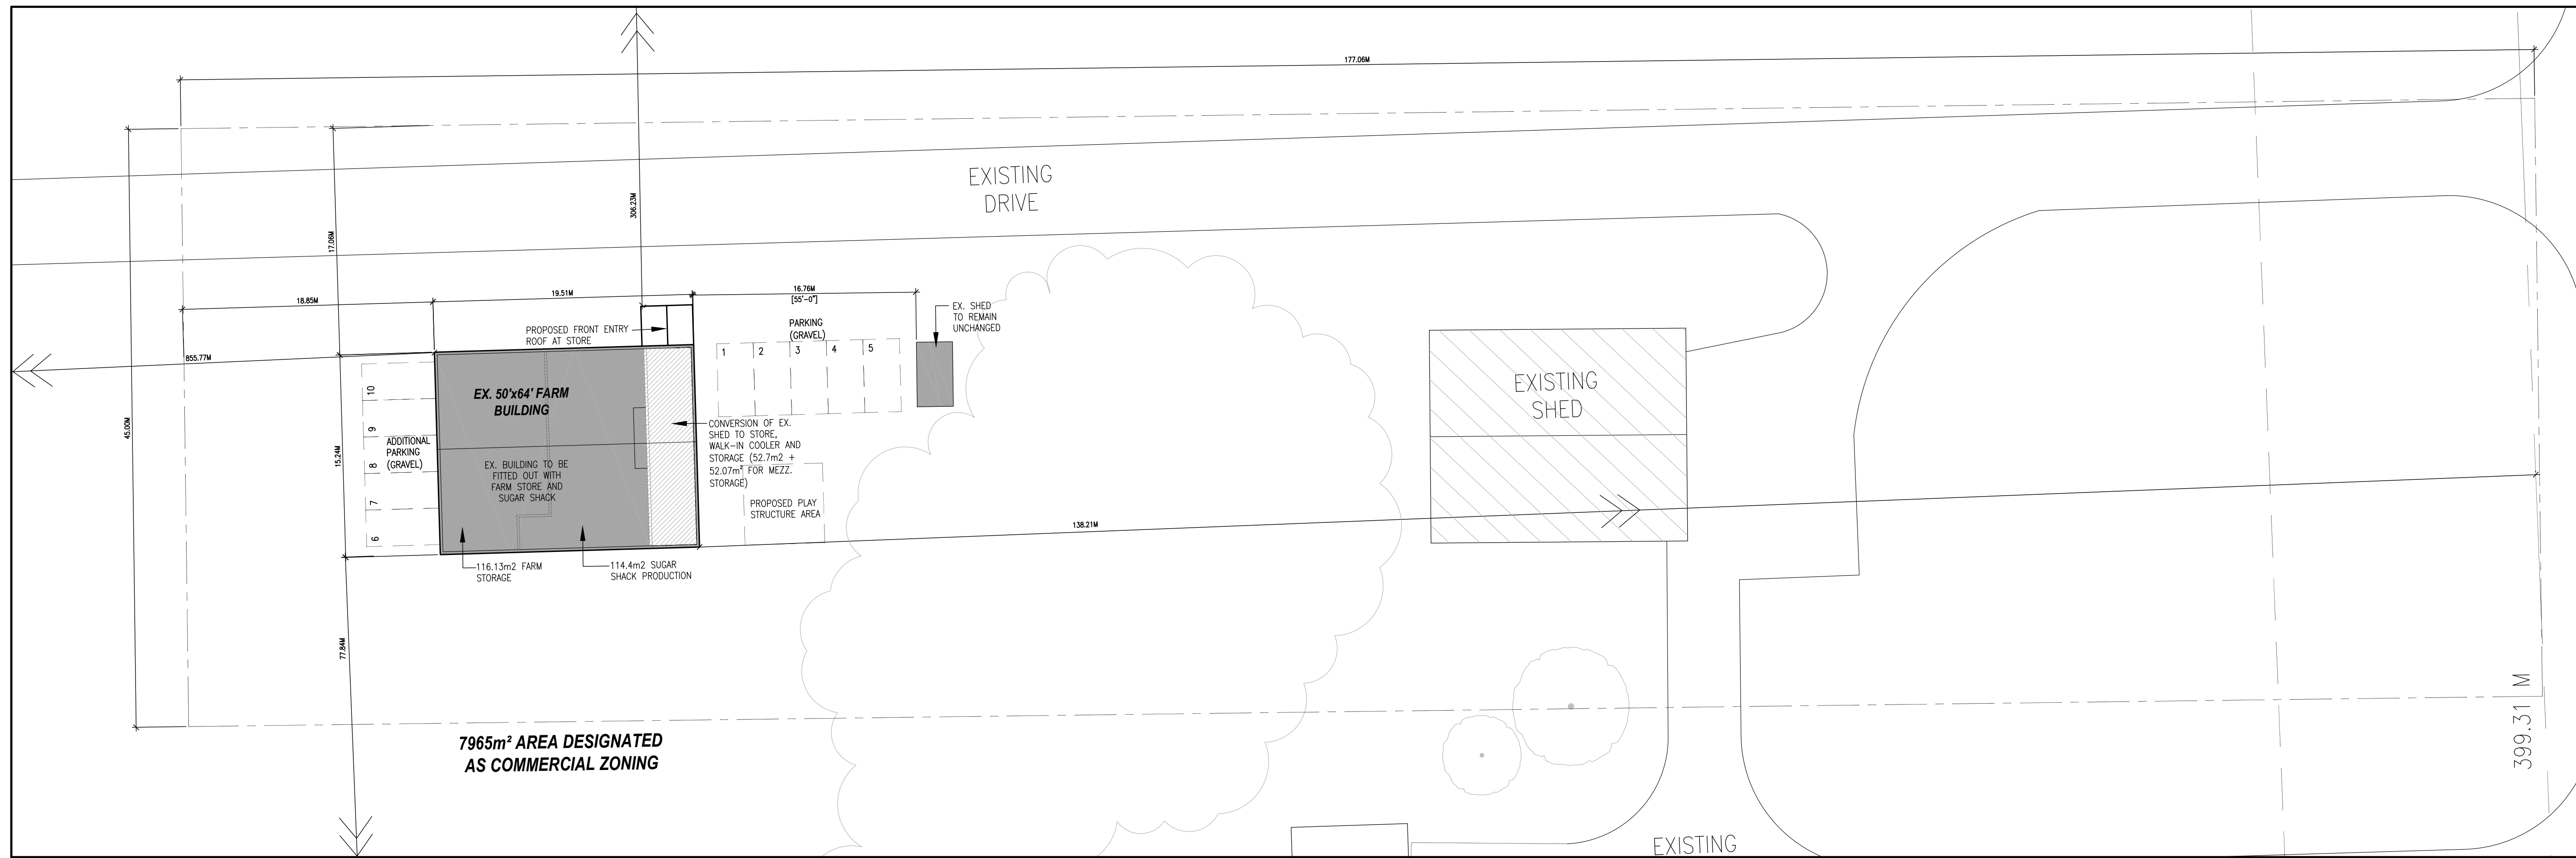 177.06M
EXISTING
DRIVE
306.23M
17.06M
45.00M
18.85M
19.51M
16.76M
[55'-0"]
855.77M
PROPOSED FRONT ENTRY
ROOF AT STORE
PARKING
(GRAVEL)
1 2 3 4 5
EX. SHED
TO REMAIN
UNCHANGED
EX. 50'x64' FARM
BUILDING
EXISTING
SHED
10
9
8
7
6
ADDITIONAL
PARKING
(GRAVEL)
15.24M
EX. BUILDING TO BE
FITTED OUT WITH
FARM STORE AND
SUGAR SHACK
CONVERSION OF EX.
SHED TO STORE,
WALK-IN COOLER AND
STORAGE (52.7m2 +
52.07m² FOR MEZZ.
STORAGE)
PROPOSED PLAY
STRUCTURE AREA
138.21M
116.13m2 FARM
STORAGE
114.4m2 SUGAR
SHACK PRODUCTION
77.84M
7965m² AREA DESIGNATED
AS COMMERCIAL ZONING
399.31 M
EXISTING